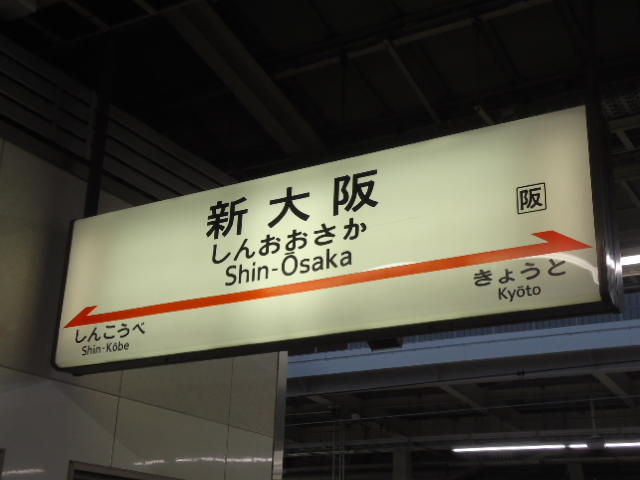 新大阪
阪
しんおおさか
Shin-Ōsaka
しんこうべ
Shin-Kōbe
きょうと
Kyōto